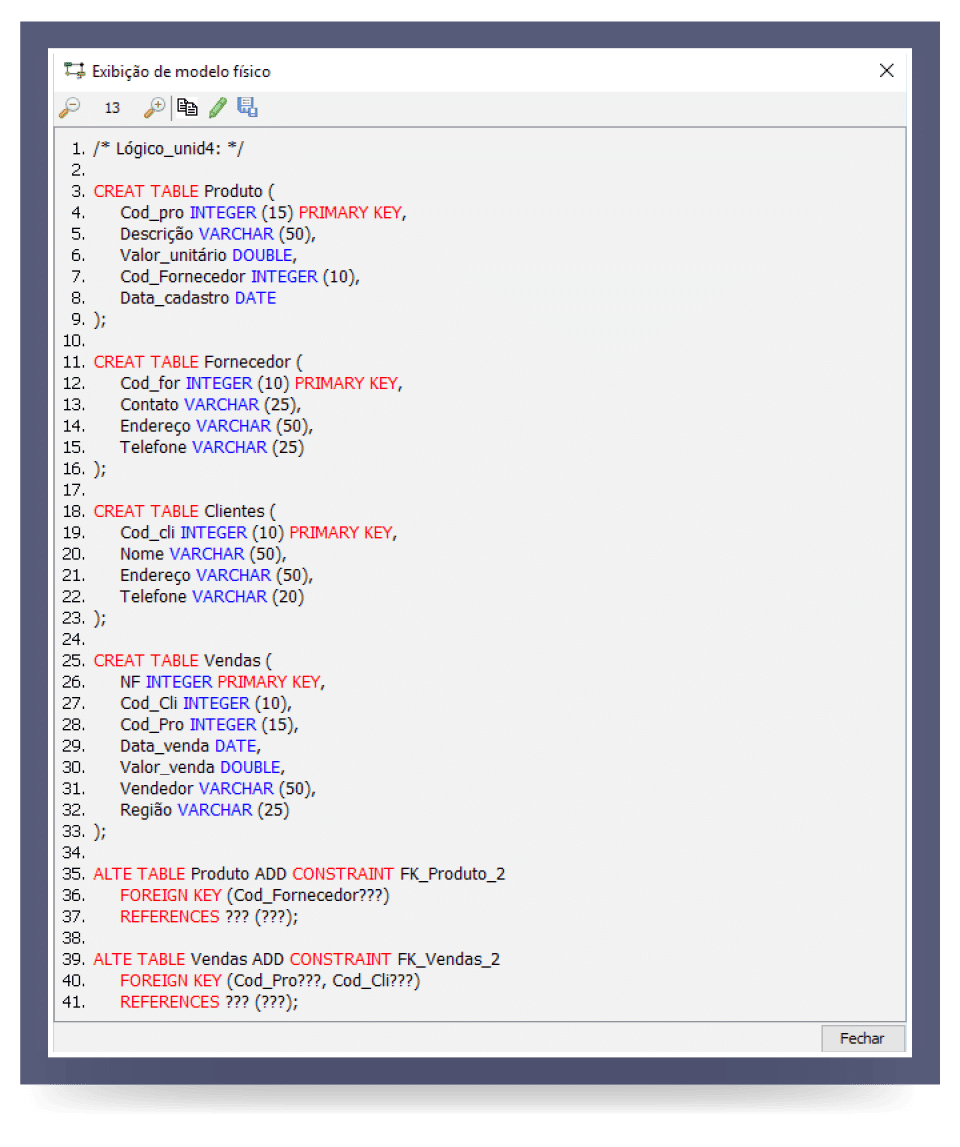 Exibição de modelo físico
13
1. /* Lógico_unid4: */
2.
3. CREAT TABLE Produto (
4. Cod_pro INTEGER (15) PRIMARY KEY,
5. Descrição VARCHAR (50),
6. Valor_unitário DOUBLE,
7. Cod_Fornecedor INTEGER (10),
8. Data_cadastro DATE
9. );
10.
11. CREAT TABLE Fornecedor (
12. Cod_for INTEGER (10) PRIMARY KEY,
13. Contato VARCHAR (25),
14. Endereço VARCHAR (50),
15. Telefone VARCHAR (25)
16. );
17.
18. CREAT TABLE Clientes (
19. Cod_cli INTEGER (10) PRIMARY KEY,
20. Nome VARCHAR (50),
21. Endereço VARCHAR (50),
22. Telefone VARCHAR (20)
23. );
24.
25. CREAT TABLE Vendas (
26. NF INTEGER PRIMARY KEY,
27. Cod_Cli INTEGER (10),
28. Cod_Pro INTEGER (15),
29. Data_venda DATE,
30. Valor_venda DOUBLE,
31. Vendedor VARCHAR (50),
32. Região VARCHAR (25)
33. );
34.
35. ALTE TABLE Produto ADD CONSTRAINT FK_Produto_2
36. FOREIGN KEY (Cod_Fornecedor???)
37. REFERENCES ??? (???);
38.
39. ALTE TABLE Vendas ADD CONSTRAINT FK_Vendas_2
40. FOREIGN KEY (Cod_Pro???, Cod_Cli???)
41. REFERENCES ??? (???);
Fechar